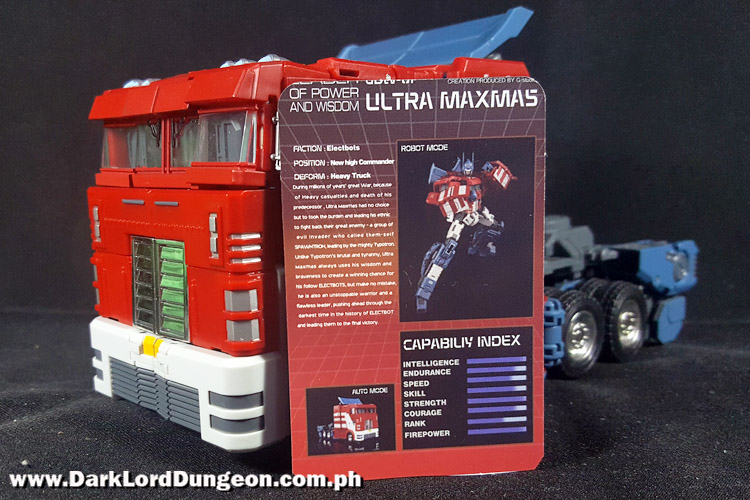 OF POWER
AND WISDOM
CREATION PRODUCED BY
ULTRA MAXMAS
FACTION : Electbots
POSITION : New high Commander
DEFORM : Heavy Truck
During millions of years' great War, because
of Heavy casualties and death of his
predecessor , Ultra MaxMas had no choice
but to took the burden and leading his ethnic
to fight back their great enemy - a group of
evil invader who called them-self
SPAWNTRON, leading by the mighty Typotron.
Unlike Typotron's brutal and tyranny, Ultra
MaxMas always uses his wisdom and
braveness to create a winning chance for
his follow ELECTBOTS, but make no mistake,
he is also an unstoppable warrior and a
flawless leader, pushing ahead through the
darkest time in the history of ELECTBOT
and leading them to the final victory.
ROBOT MODE
AUTO MODE
CAPABILIY INDEX
INTELLIGENCE
ENDURANCE
SPEED
SKILL
STRENGTH
COURAGE
RANK
FIREPOWER
www.DarkLordDungeon.com.ph